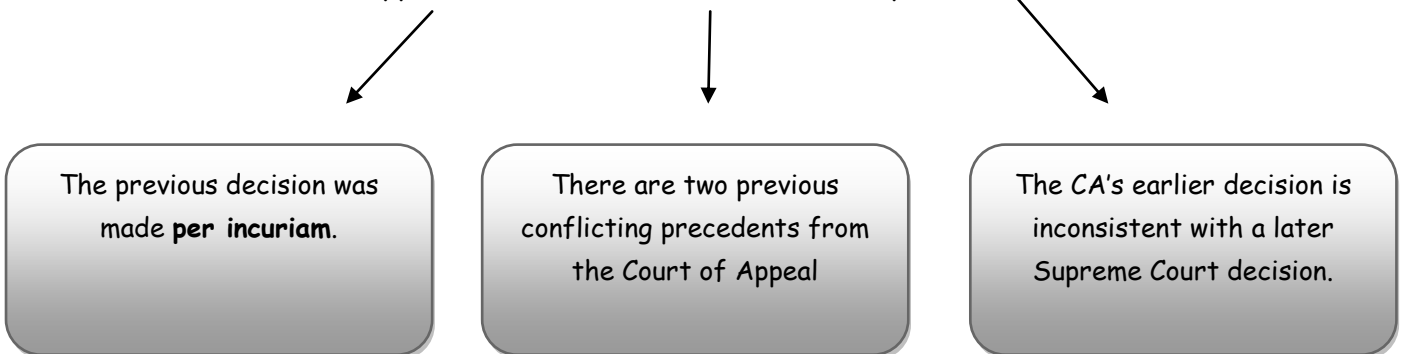 The previous decision was
made per incuriam.
There are two previous
conflicting precedents from
the Court of Appeal
The CA's earlier decision is
inconsistent with a later
Supreme Court decision.